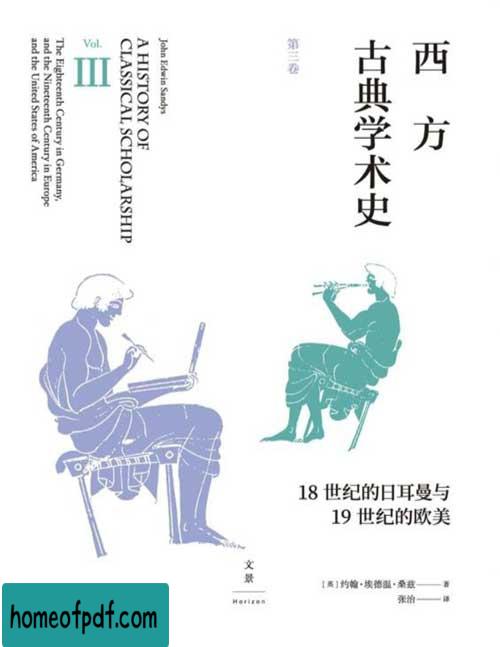 西方
古典学术史
第三卷
John Edwin Sandys
A HISTORY OF
CLASSICAL SCHOLARSHIP
Vol.
III
The Eighteenth Century in Germany,
and the Nineteenth Century in Europe
and the United States of America
18 世纪的日耳曼与
19 世纪的欧美
[英] 约翰·埃德温·桑兹——著
张治——译
文景
Horizon
homeofpdf.com